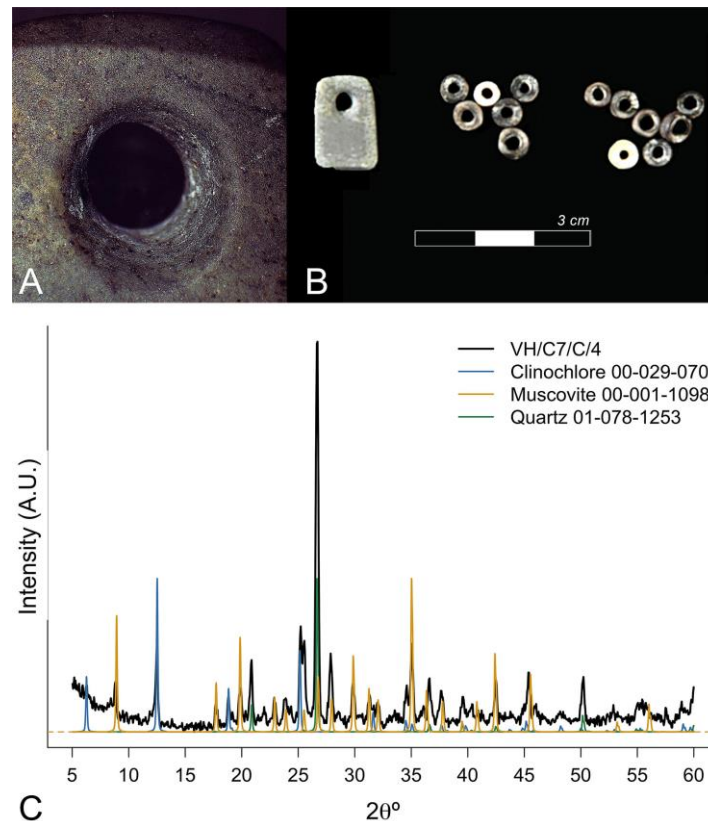 A
B
3 cm
VH/C7/C/4
Clinochlore 00-029-070
Muscovite 00-001-1098
Quartz 01-078-1253
Intensity (A.U.)
5 10 15 20 25 30 35 40 45 50 55 60
2θº
C